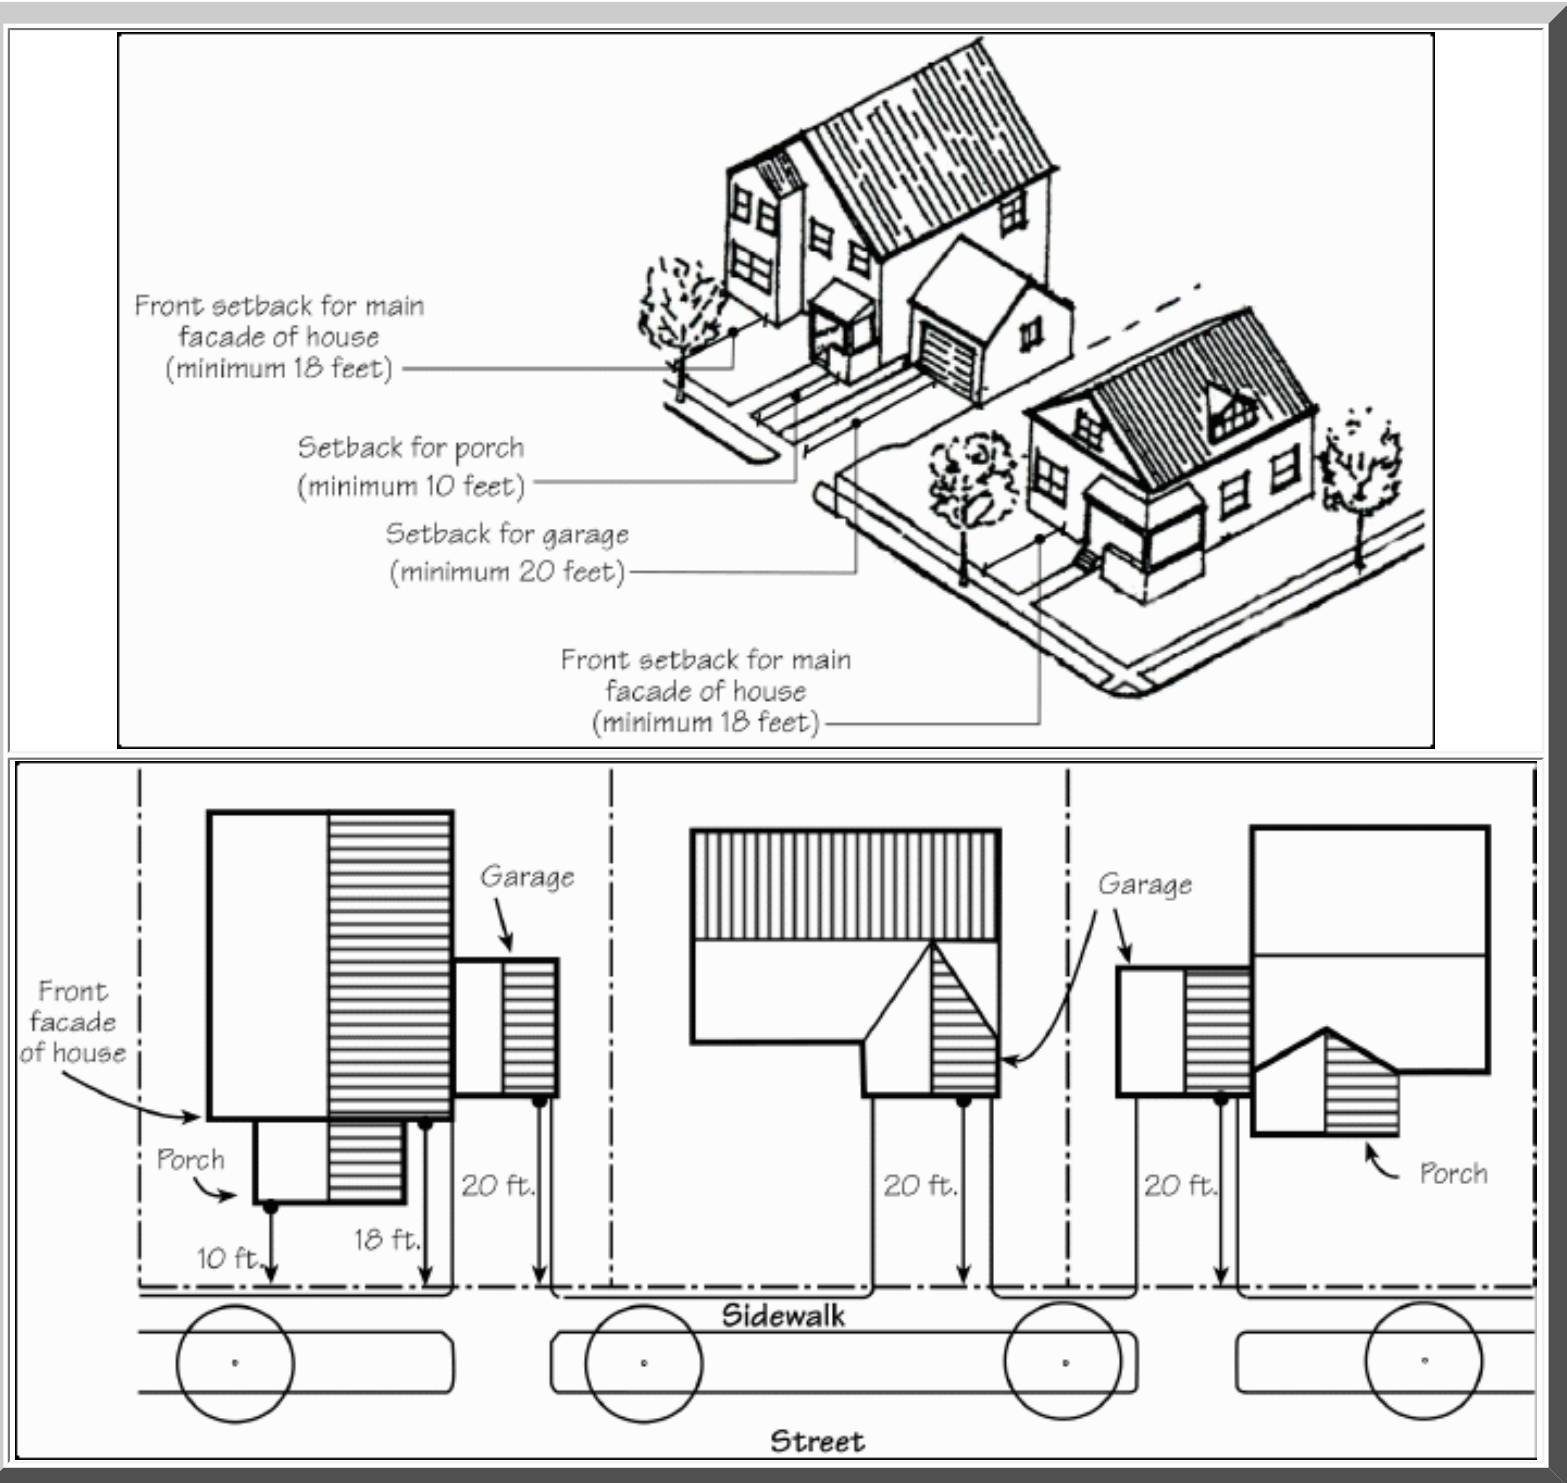 Front setback for main
facade of house
(minimum 18 feet)
Setback for porch
(minimum 10 feet)
Setback for garage
(minimum 20 feet)
Front setback for main
facade of house
(minimum 18 feet)
Garage
Garage
Front
facade
of house
Porch
20 ft.
20 ft.
20 ft.
Porch
18 ft.
10 ft.
Sidewalk
Street